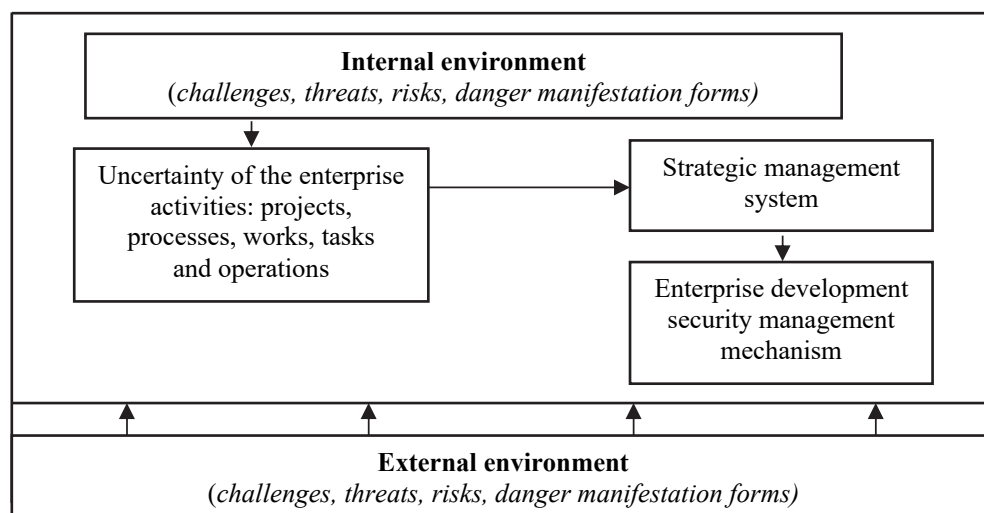 Internal environment
(challenges, threats, risks, danger manifestation forms)
Uncertainty of the enterprise
activities: projects,
processes, works, tasks
and operations
Strategic management
system
Enterprise development
security management
mechanism
External environment
(challenges, threats, risks, danger manifestation forms)